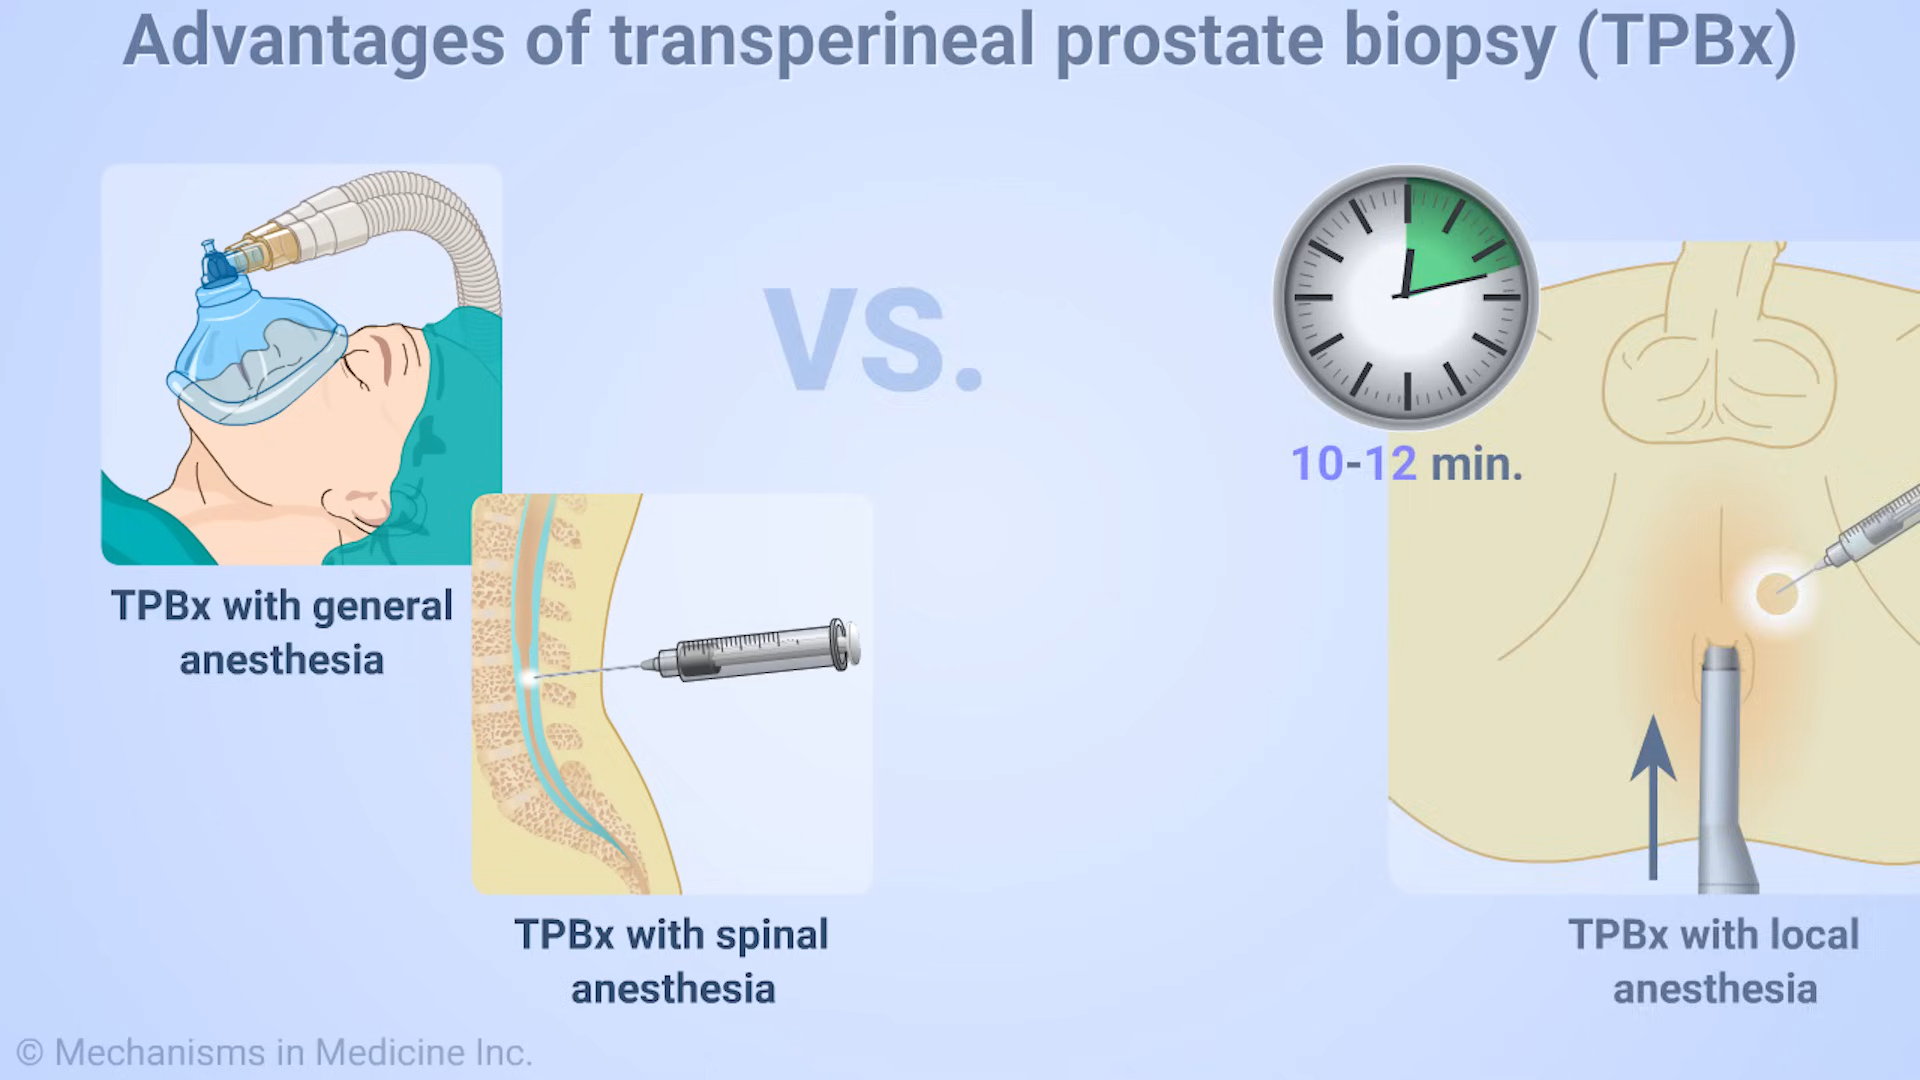 Advantages of transperineal prostate biopsy (TPBx)
VS.
10-12 min.
TPBx with general
anesthesia
TPBx with spinal
anesthesia
TPBx with local
anesthesia
© Mechanisms in Medicine Inc.